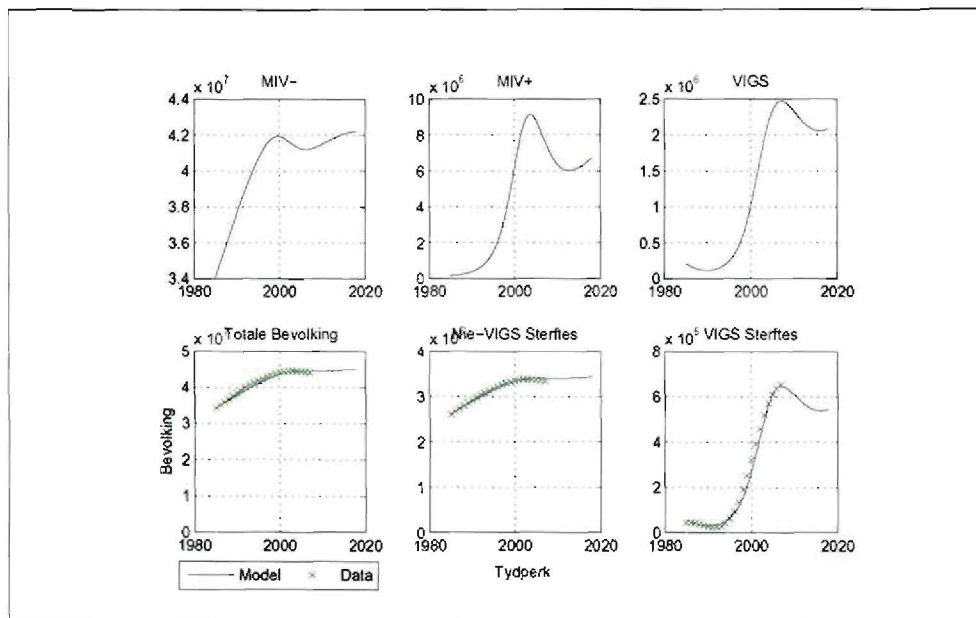 x 10^7 MIV−
4.4
4.2
4
3.8
3.6
3.4
1980 2000 2020
x 10^6 MIV+
10
8
6
4
2
0
1980 2000 2020
x 10^6 VIGS
2.5
2
1.5
1
0.5
0
1980 2000 2020
x 10 Totale Bevolking
5
4
3
2
1
0
1980 2000 2020
Bevolking
x 10 Nie−VIGS Sterftes
4
3
2
1
0
1980 2000 2020
Tydperk
x 10^5 VIGS Sterftes
8
6
4
2
0
1980 2000 2020
Model Data